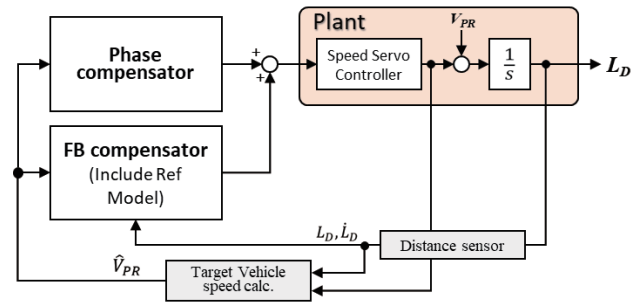 Plant
V_PR
Phase
compensator
+
+
Speed Servo
Controller
1
s
L_D
FB compensator
(Include Ref
Model)
L_D, L̇_D
Distance sensor
V̂_PR
Target Vehicle
speed calc.